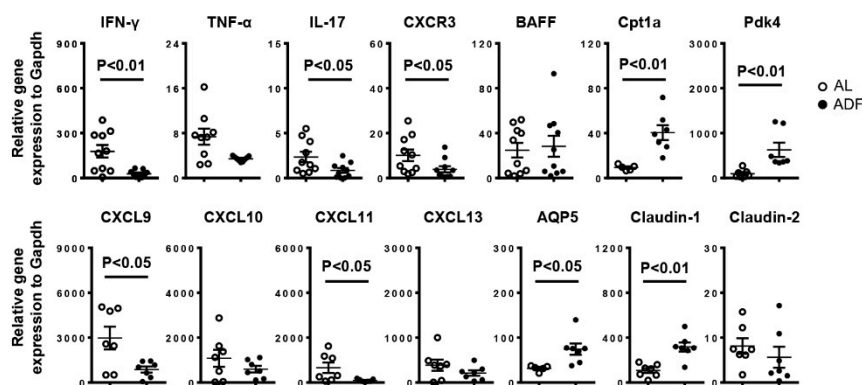 IFN-γ TNF-α IL-17 CXCR3 BAFF Cpt1a Pdk4
Relative gene
expression to Gapdh
900 600 300 0
P<0.01
24 16 8 0
15 10 5 0
P<0.05
60 40 20 0
P<0.05
120 80 40 0
120 80 40 0
P<0.01
3000 2000 1000 0
P<0.01
AL
ADF
CXCL9 CXCL10 CXCL11 CXCL13 AQP5 Claudin-1 Claudin-2
Relative gene
expression to Gapdh
9000 6000 3000 0
P<0.05
6000 4000 2000 0
6000 4000 2000 0
P<0.05
3000 2000 1000 0
240 160 80 0
P<0.05
1200 800 400 0
P<0.01
30 20 10 0